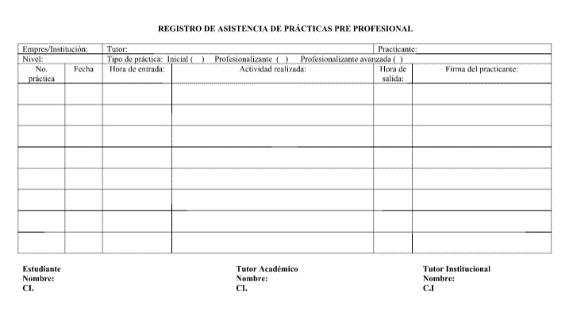 REGISTRO DE ASISTENCIA DE PRÁCTICAS PRE PROFESIONAL
Empres/Institución: Tutor: Practicante:
Nivel: Tipo de práctica: Inicial ( ) Profesionalizante ( ) Profesionalizante avanzada ( )
No. práctica Fecha Hora de entrada: Actividad realizada: Hora de salida: Firma del practicante:
Estudiante Tutor Académico Tutor Institucional
Nombre: Nombre: Nombre:
CI. CI. C.I